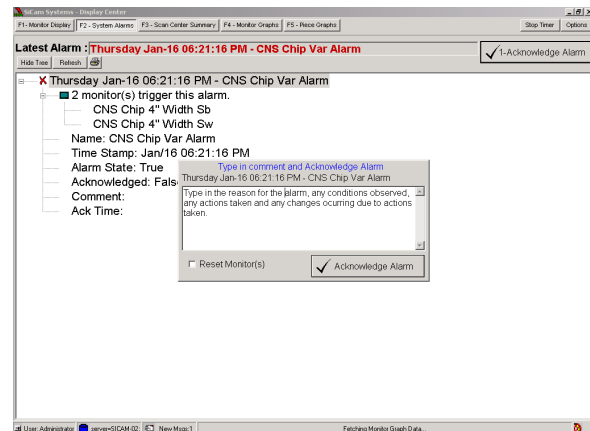 SiCam Systems - Display Center
F1- Monitor Display F2 - System Alarms F3 - Scan Center Summary F4 - Monitor Graphs F5 - Piece Graphs Stop Timer Options
Latest Alarm : Thursday Jan-16 06:21:16 PM - CNS Chip Var Alarm
1-Acknowledge Alarm
Hide Tree Refresh
Thursday Jan-16 06:21:16 PM - CNS Chip Var Alarm
2 monitor(s) trigger this alarm.
CNS Chip 4" Width Sb
CNS Chip 4" Width Sw
Name: CNS Chip Var Alarm
Time Stamp: Jan/16 06:21:16 PM
Alarm State: True
Acknowledged: Fals
Comment:
Ack Time:
Type in comment and Acknowledge Alarm
Thursday Jan-16 06:21:16 PM - CNS Chip Var Alarm
Type in the reason for the alarm, any conditions observed,
any actions taken and any changes ocurring due to actions
taken.
Reset Monitor(s)
Acknowledge Alarm
User: Administrator server=SICAM-02: New Msgs:1 Fetching Monitor Graph Data...